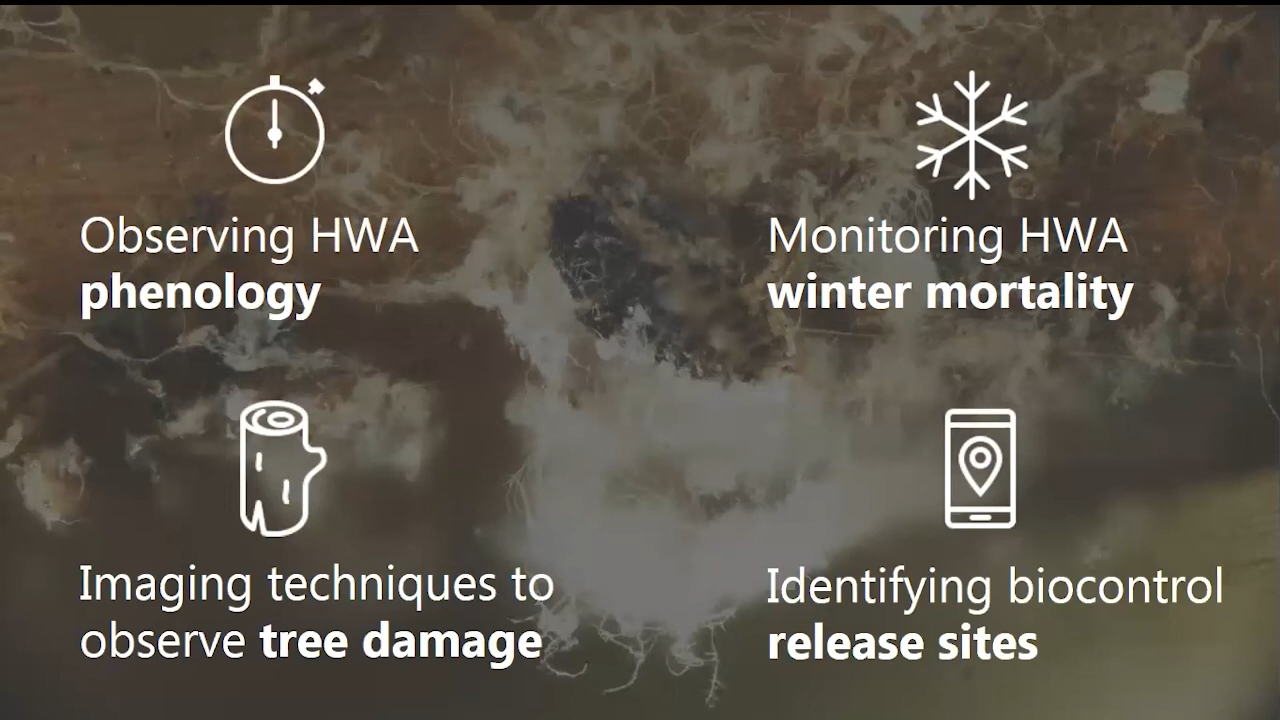 Observing HWA
phenology
Monitoring HWA
winter mortality
Imaging techniques to
observe tree damage
Identifying biocontrol
release sites